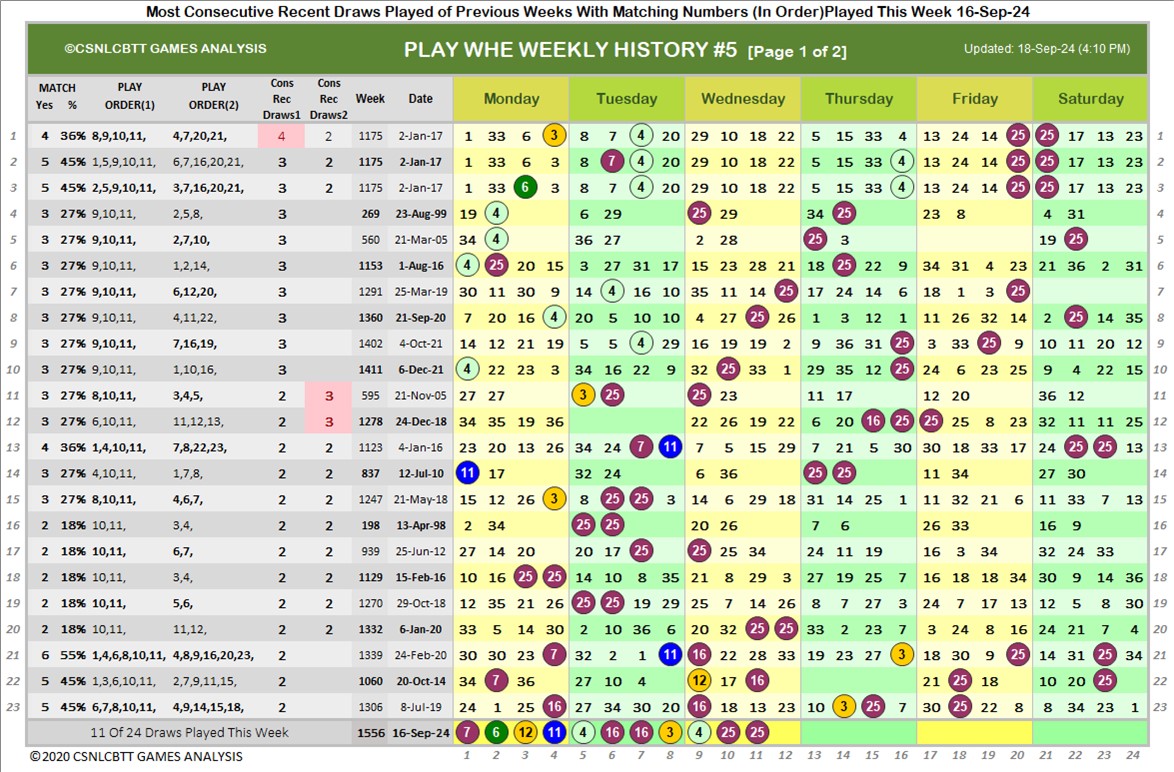 Most Consecutive Recent Draws Played of Previous Weeks With Matching Numbers (In Order)Played This Week 16-Sep-24
©CSNLCBTT GAMES ANALYSIS PLAY WHE WEEKLY HISTORY #5 [Page 1 of 2] Updated: 18-Sep-24 (4:10 PM)
MATCH Yes % PLAY ORDER(1) PLAY ORDER(2) Cons Rec Draws1 Cons Rec Draws2 Week Date Monday Tuesday Wednesday Thursday Friday Saturday
1 4 36% 8,9,10,11, 4,7,20,21, 4 2 1175 2-Jan-17 1 33 6 3 8 7 4 20 29 10 18 22 5 15 33 4 13 24 14 25 25 17 13 23 1
2 5 45% 1,5,9,10,11, 6,7,16,20,21, 3 2 1175 2-Jan-17 1 33 6 3 8 7 4 20 29 10 18 22 5 15 33 4 13 24 14 25 25 17 13 23 2
3 5 45% 2,5,9,10,11, 3,7,16,20,21, 3 2 1175 2-Jan-17 1 33 6 3 8 7 4 20 29 10 18 22 5 15 33 4 13 24 14 25 25 17 13 23 3
4 3 27% 9,10,11, 2,5,8, 3 269 23-Aug-99 19 4 6 29 25 29 34 25 23 8 4 31 4
5 3 27% 9,10,11, 2,7,10, 3 560 21-Mar-05 34 4 36 27 2 28 25 3 19 25 5
6 3 27% 9,10,11, 1,2,14, 3 1153 1-Aug-16 4 25 20 15 3 27 31 17 15 23 28 21 18 25 22 9 34 31 4 23 21 36 2 31 6
7 3 27% 9,10,11, 6,12,20, 3 1291 25-Mar-19 30 11 30 9 14 4 16 10 35 11 14 25 17 24 14 6 18 1 3 25 7
8 3 27% 9,10,11, 4,11,22, 3 1360 21-Sep-20 7 20 16 4 20 5 10 10 4 27 25 26 1 3 12 1 11 26 32 14 2 25 14 35 8
9 3 27% 9,10,11, 7,16,19, 3 1402 4-Oct-21 14 12 21 19 5 5 4 29 16 19 19 2 9 36 31 25 3 33 25 9 10 11 20 12 9
10 3 27% 9,10,11, 1,10,16, 3 1411 6-Dec-21 4 22 23 3 34 16 22 9 32 25 33 1 29 35 12 25 24 6 23 25 9 4 22 15 10
11 3 27% 8,10,11, 3,4,5, 2 3 595 21-Nov-05 27 27 3 25 25 23 11 17 12 20 36 12 11
12 3 27% 6,10,11, 11,12,13, 2 3 1278 24-Dec-18 34 35 19 36 22 26 19 22 6 20 16 25 25 25 8 23 32 11 11 25 12
13 4 36% 1,4,10,11, 7,8,22,23, 2 2 1123 4-Jan-16 23 20 13 26 34 24 7 11 7 5 15 29 7 21 5 30 30 18 33 17 24 25 25 13 13
14 3 27% 4,10,11, 1,7,8, 2 2 837 12-Jul-10 11 17 32 24 6 36 25 25 11 34 27 30 14
15 3 27% 8,10,11, 4,6,7, 2 2 1247 21-May-18 15 12 26 3 8 25 25 3 14 6 29 18 31 14 25 1 11 32 21 6 11 33 7 13 15
16 2 18% 10,11, 3,4, 2 2 198 13-Apr-98 2 34 25 25 20 26 7 6 26 33 16 9 16
17 2 18% 10,11, 6,7, 2 2 939 25-Jun-12 27 14 20 20 17 25 25 25 34 24 11 19 16 3 34 32 24 33 17
18 2 18% 10,11, 3,4, 2 2 1129 15-Feb-16 10 16 25 25 14 10 8 35 21 8 29 3 27 19 25 7 16 18 18 34 30 9 14 36 18
19 2 18% 10,11, 5,6, 2 2 1270 29-Oct-18 12 35 21 26 25 25 19 29 25 7 14 26 8 7 27 3 24 7 17 13 12 5 8 30 19
20 2 18% 10,11, 11,12, 2 2 1332 6-Jan-20 33 5 14 30 2 10 36 6 20 32 25 25 33 2 23 7 3 24 8 16 24 21 7 4 20
21 6 55% 1,4,6,8,10,11, 4,8,9,16,20,23, 2 1339 24-Feb-20 30 30 23 7 32 2 1 11 16 22 28 33 19 23 27 3 18 30 9 25 14 31 25 34 21
22 5 45% 1,3,6,10,11, 2,7,9,11,15, 2 1060 20-Oct-14 34 7 36 27 10 4 12 17 16 21 25 18 10 20 25 22
23 5 45% 6,7,8,10,11, 4,9,14,15,18, 2 1306 8-Jul-19 24 1 25 16 27 34 30 20 16 18 13 23 10 3 25 7 30 25 22 8 8 34 23 1 23
11 Of 24 Draws Played This Week 1556 16-Sep-24 7 6 12 11 4 16 16 3 4 25 25
©2020 CSNLCBTT GAMES ANALYSIS 1 2 3 4 5 6 7 8 9 10 11 12 13 14 15 16 17 18 19 20 21 22 23 24